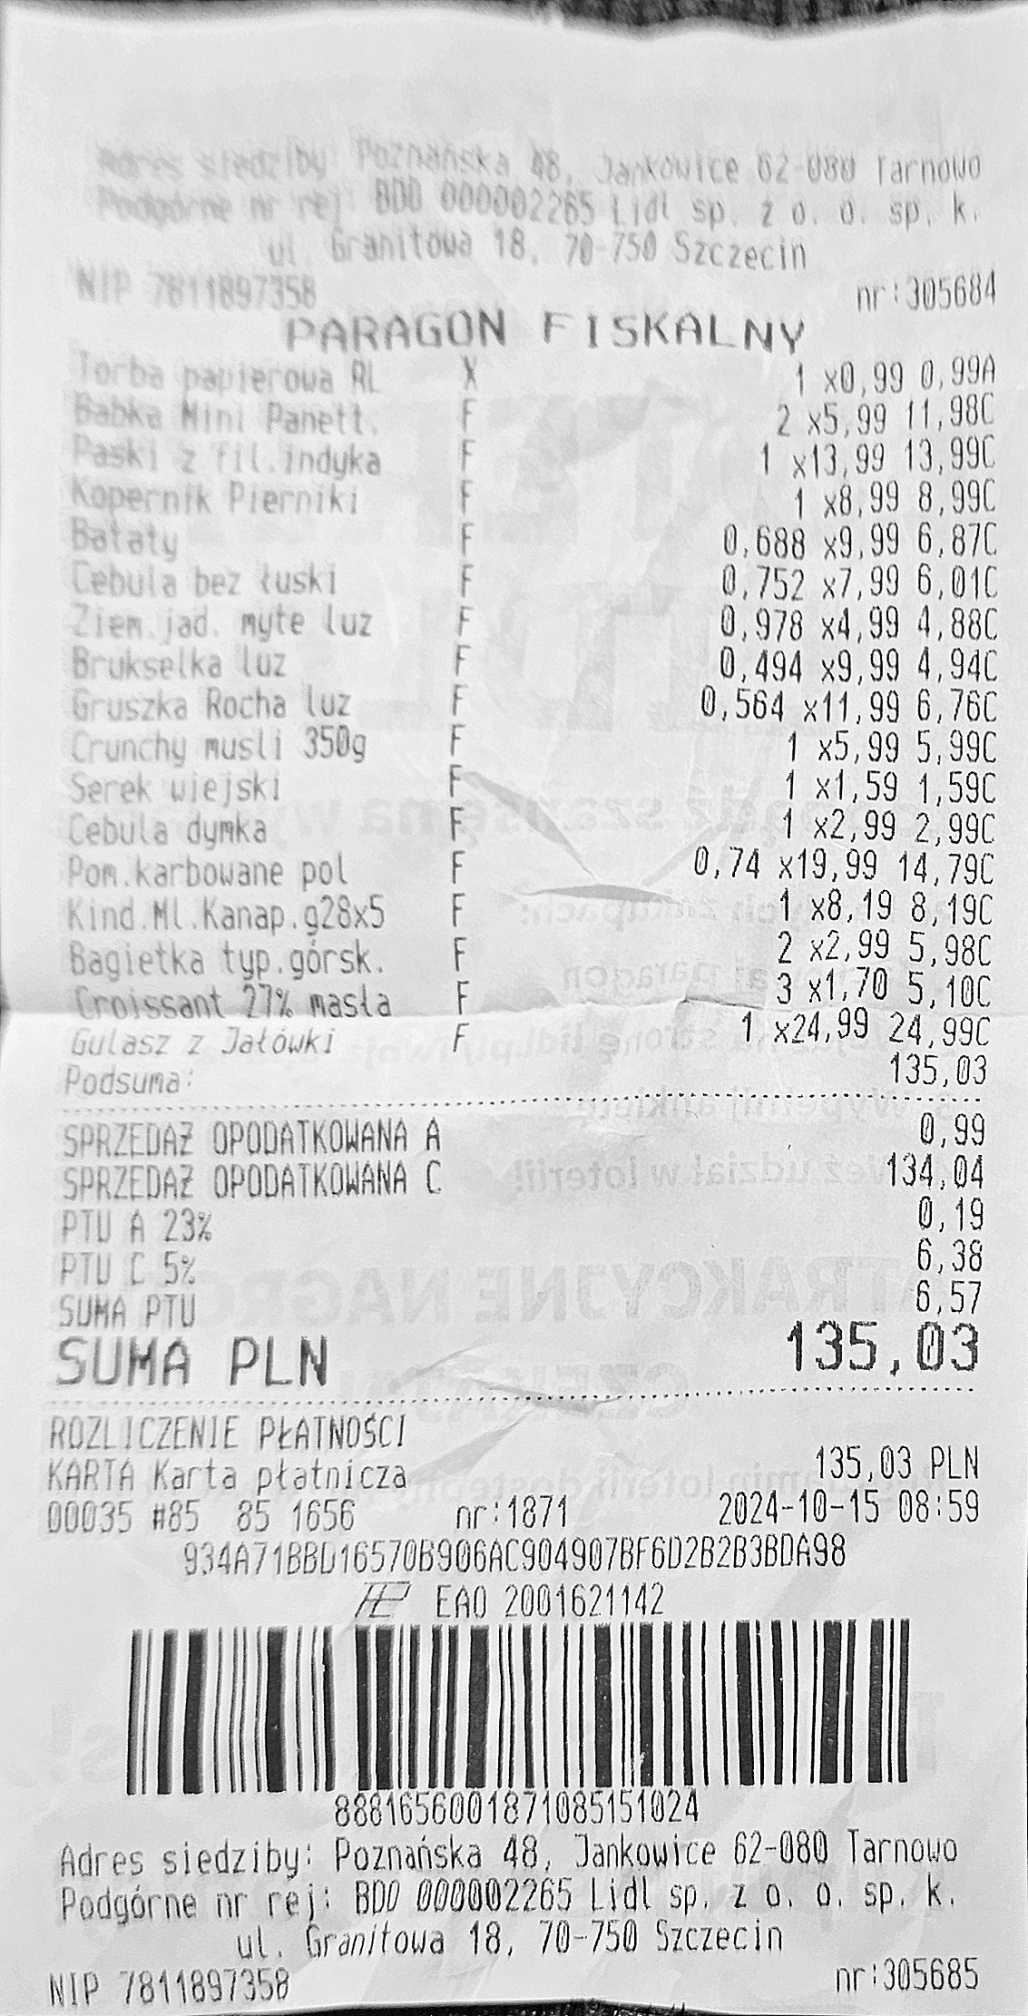 Adres siedziby: Poznańska 48, Jankowice 62-080 Tarnowo
Podgórne nr rej: BDO 000002265 Lidl sp. z o. o. sp. k.
ul. Granitowa 18, 70-750 Szczecin
NIP 7811897358 nr:305684
PARAGON FISKALNY
Torba papierowa RL X 1 x0,99 0,99A
Babka Mini Panett. F 2 x5,99 11,98C
Paski z fil.indyka F 1 x13,99 13,99C
Kopernik Pierniki F 1 x8,99 8,99C
Bataty F 0,688 x9,99 6,87C
Cebula bez łuski F 0,752 x7,99 6,01C
Ziem.jad. myte luz F 0,978 x4,99 4,88C
Brukselka luz F 0,494 x9,99 4,94C
Gruszka Rocha luz F 0,564 x11,99 6,76C
Crunchy musli 350g F 1 x5,99 5,99C
Serek wiejski F 1 x1,59 1,59C
Cebula dymka F 1 x2,99 2,99C
Pom.karbowane pol F 0,74 x19,99 14,79C
Kind.Ml.Kanap.g28x5 F 1 x8,19 8,19C
Bagietka typ.górsk. F 2 x2,99 5,98C
Croissant 27% masła F 3 x1,70 5,10C
Gulasz z Jałówki F 1 x24,99 24,99C
Podsuma: 135,03
SPRZEDAŻ OPODATKOWANA A 0,99
SPRZEDAŻ OPODATKOWANA C 134,04
PTU A 23% 0,19
PTU C 5% 6,38
SUMA PTU 6,57
SUMA PLN 135,03
ROZLICZENIE PŁATNOŚCI
KARTA Karta płatnicza 135,03 PLN
00035 #85 85 1656 nr:1871 2024-10-15 08:59
934A71BBD16570B906AC904907BF6D2B2B3BDA98
EAO 2001621142
8881656001871085151024
Adres siedziby: Poznańska 48, Jankowice 62-080 Tarnowo
Podgórne nr rej: BDO 000002265 Lidl sp. z o. o. sp. k.
ul. Granitowa 18, 70-750 Szczecin
NIP 7811897358 nr:305685